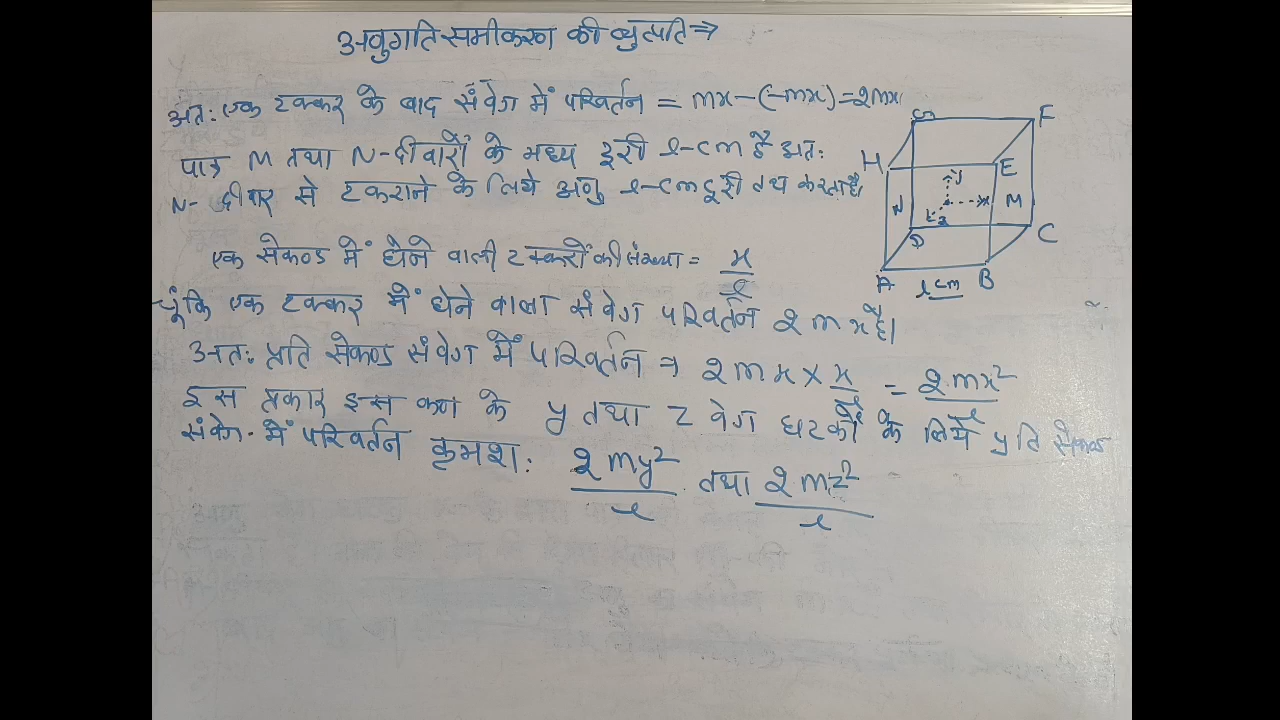 अणुगति समीकरण की व्युत्पति ⇒
अतः एक टक्कर के बाद संवेग में परिवर्तन = mx-(-mx) = 2mx
पात्र M तथा N-दीवारों के मध्य दूरी l-cm है अतः
N- दीवार से टकराने के लिये अणु l-cm दूरी तय करता है।
एक सेकण्ड में होने वाली टक्करों की संख्या = x/l
चूंकि एक टक्कर में होने वाला संवेग परिवर्तन 2mx है।
अतः प्रति सेकण्ड संवेग में परिवर्तन ⇒ 2mx × x/l = 2mx²/l
इस प्रकार इस कण के y तथा z वेग घटकों के लिये प्रति सेकण्ड
संवेग में परिवर्तन क्रमशः 2my²/l तथा 2mz²/l
G F
H E
y
N x M
z
D C
A B
l cm